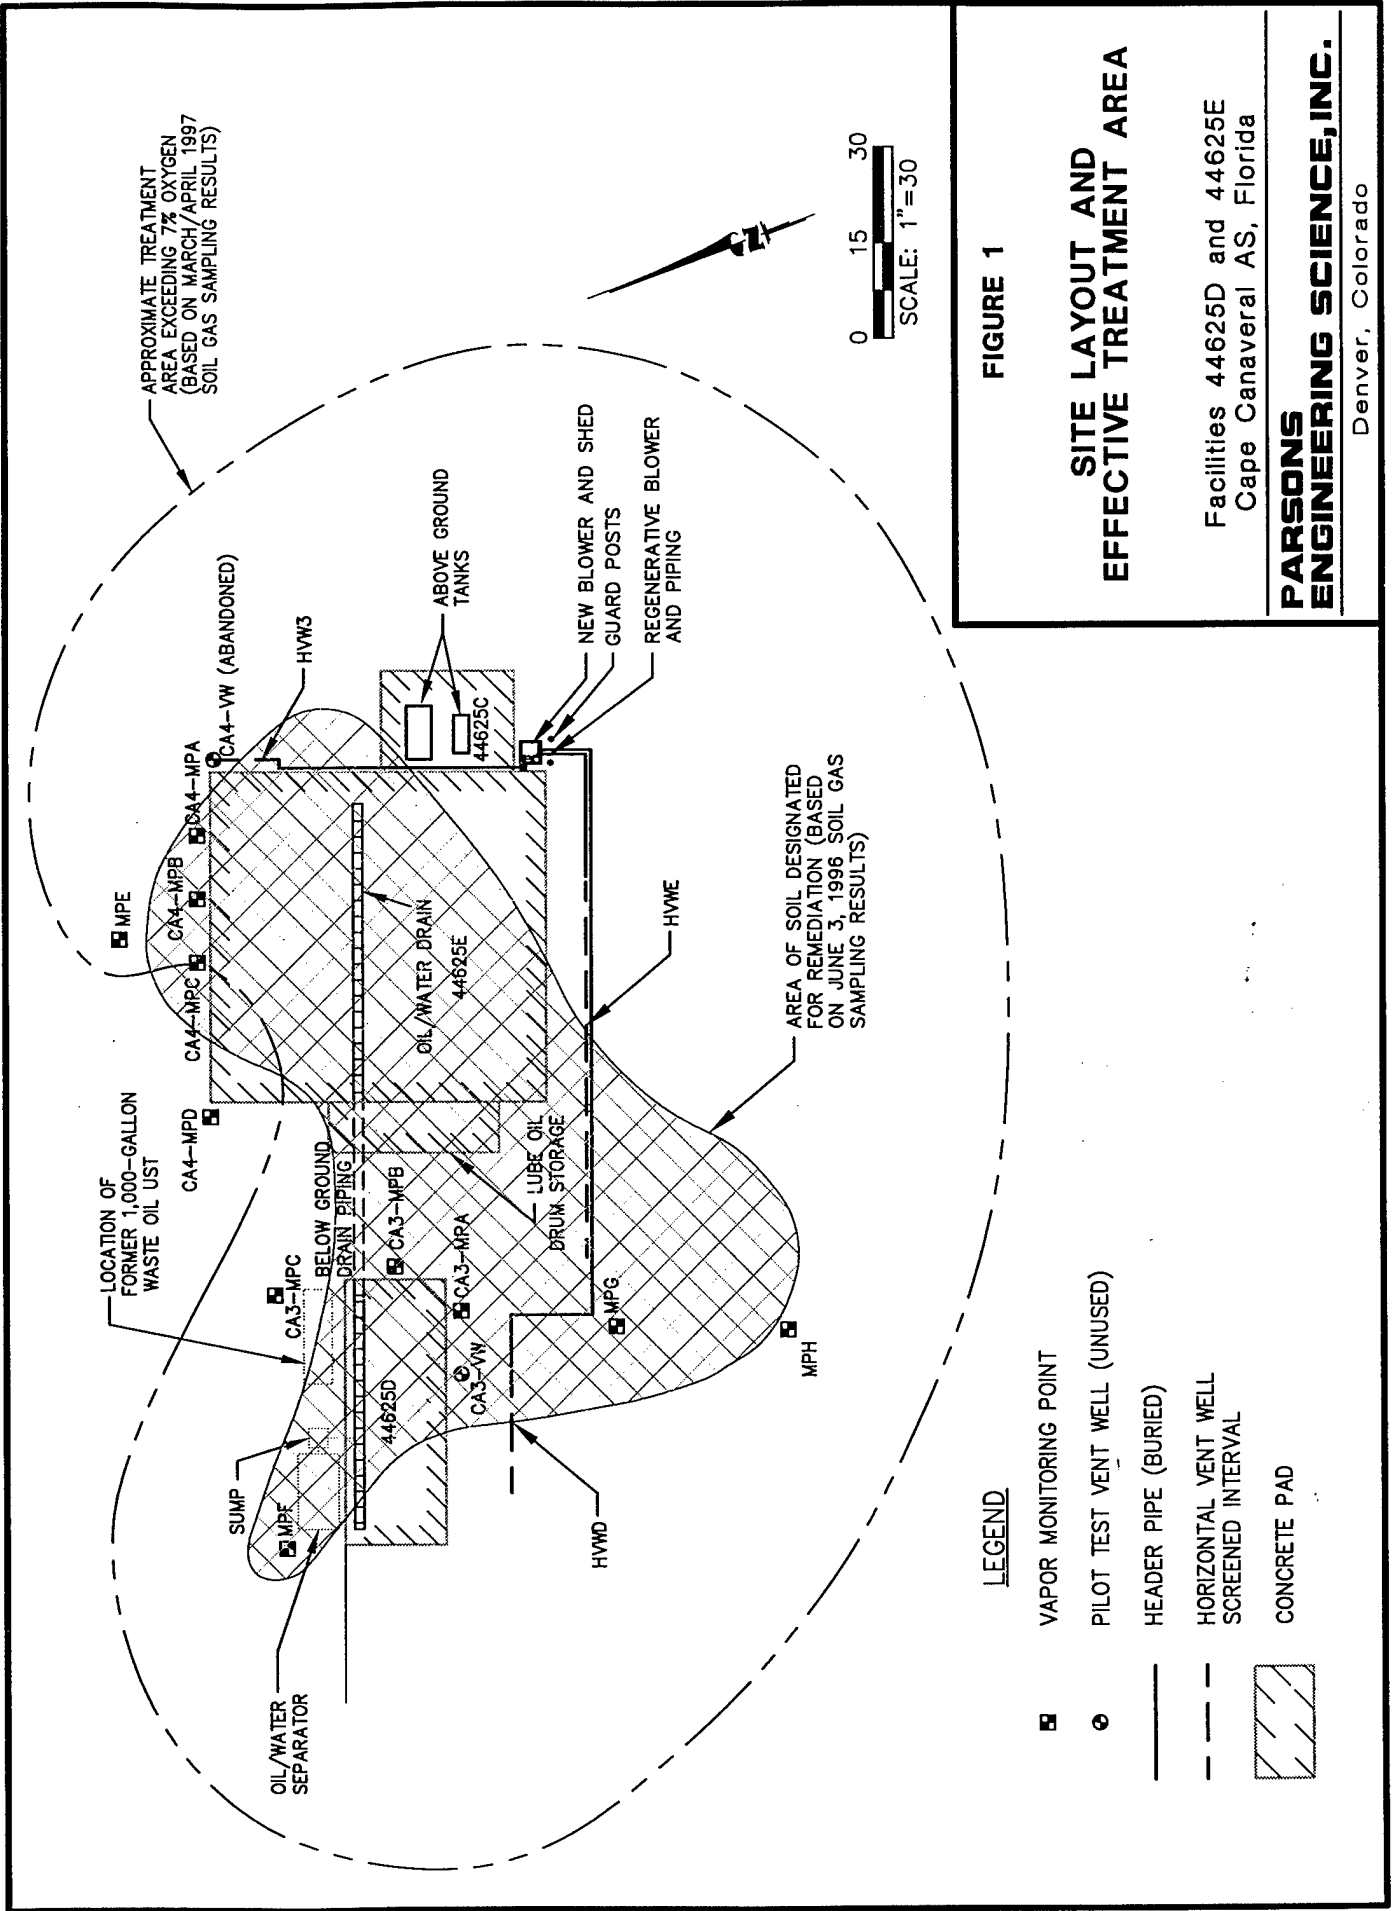 APPROXIMATE TREATMENT
AREA EXCEEDING 7% OXYGEN
(BASED ON MARCH/APRIL 1997
SOIL GAS SAMPLING RESULTS)
LOCATION OF
FORMER 1,000-GALLON
WASTE OIL UST
CA4-MPD
CA4-MPC
MPE
CA4-MPB
CA4-MPA
CA4-VW (ABANDONED)
HVW3
SUMP
CA3-MPC
BELOW GROUND
DRAIN PIPING
MPF
OIL/WATER
SEPARATOR
44625D
CA3-MPB
CA3-MPA
CA3-VW
OIL/WATER DRAIN
44625E
ABOVE GROUND
TANKS
44625C
LUBE OIL
DRUM STORAGE
NEW BLOWER AND SHED
GUARD POSTS
REGENERATIVE BLOWER
AND PIPING
HVWD
MPG
HVWE
MPH
AREA OF SOIL DESIGNATED
FOR REMEDIATION (BASED
ON JUNE 3, 1996 SOIL GAS
SAMPLING RESULTS)
N
0 15 30
SCALE: 1"=30
LEGEND
VAPOR MONITORING POINT
PILOT TEST VENT WELL (UNUSED)
HEADER PIPE (BURIED)
HORIZONTAL VENT WELL
SCREENED INTERVAL
CONCRETE PAD
FIGURE 1
SITE LAYOUT AND
EFFECTIVE TREATMENT AREA
Facilities 44625D and 44625E
Cape Canaveral AS, Florida
PARSONS
ENGINEERING SCIENCE, INC.
Denver, Colorado